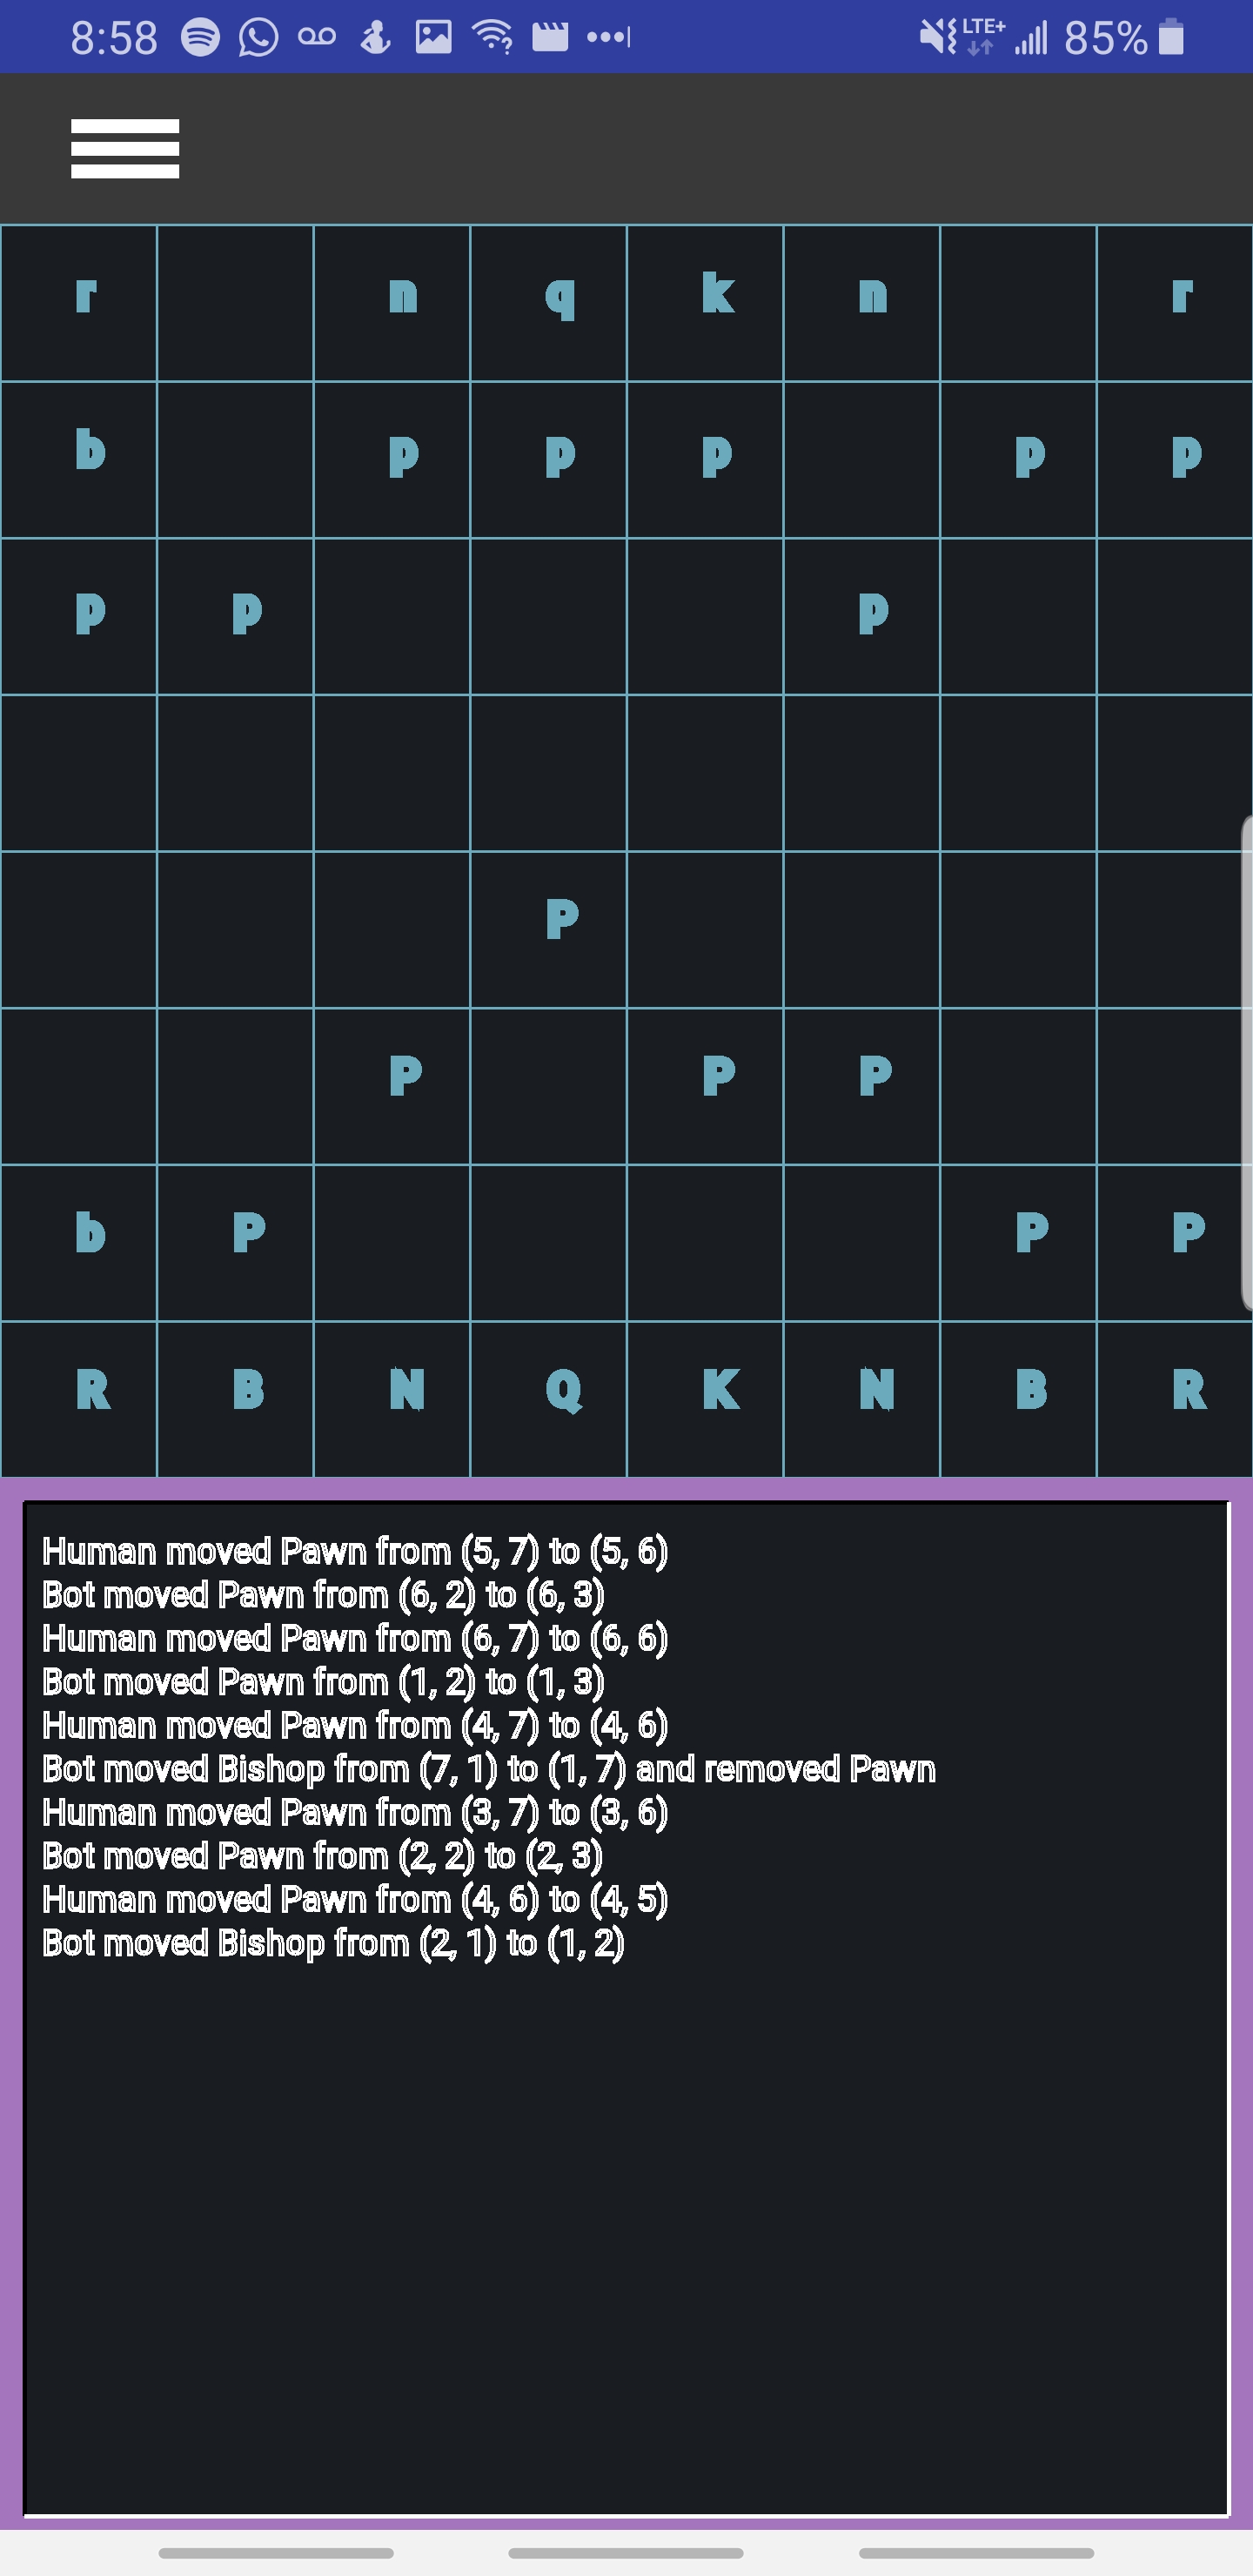 8:58 LTE+ 85%
r n q k n r
b p p p p p
p p p
P
P P P
b P P P
R B N Q K N B R
Human moved Pawn from (5, 7) to (5, 6)
Bot moved Pawn from (6, 2) to (6, 3)
Human moved Pawn from (6, 7) to (6, 6)
Bot moved Pawn from (1, 2) to (1, 3)
Human moved Pawn from (4, 7) to (4, 6)
Bot moved Bishop from (7, 1) to (1, 7) and removed Pawn
Human moved Pawn from (3, 7) to (3, 6)
Bot moved Pawn from (2, 2) to (2, 3)
Human moved Pawn from (4, 6) to (4, 5)
Bot moved Bishop from (2, 1) to (1, 2)